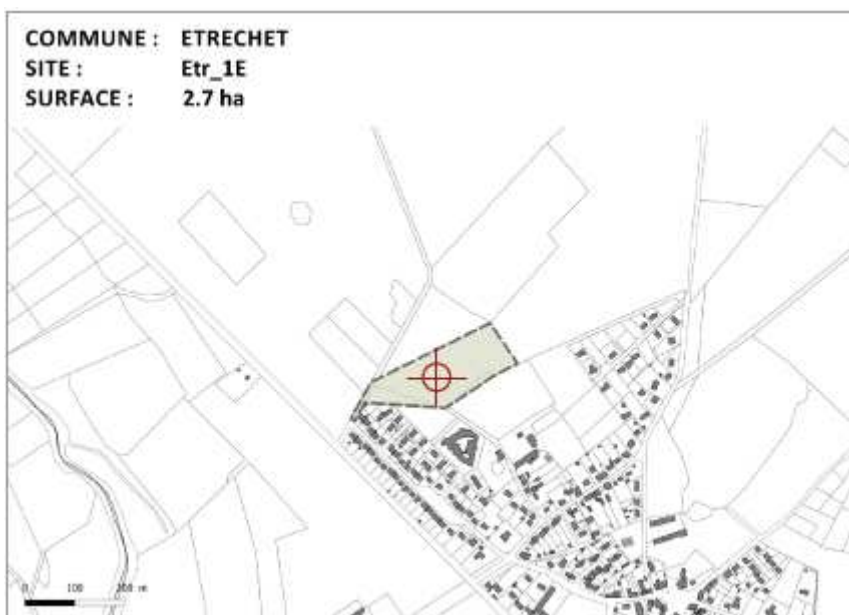 COMMUNE : ETRECHET
SITE : Etr_1E
SURFACE : 2.7 ha
0 100 200 m